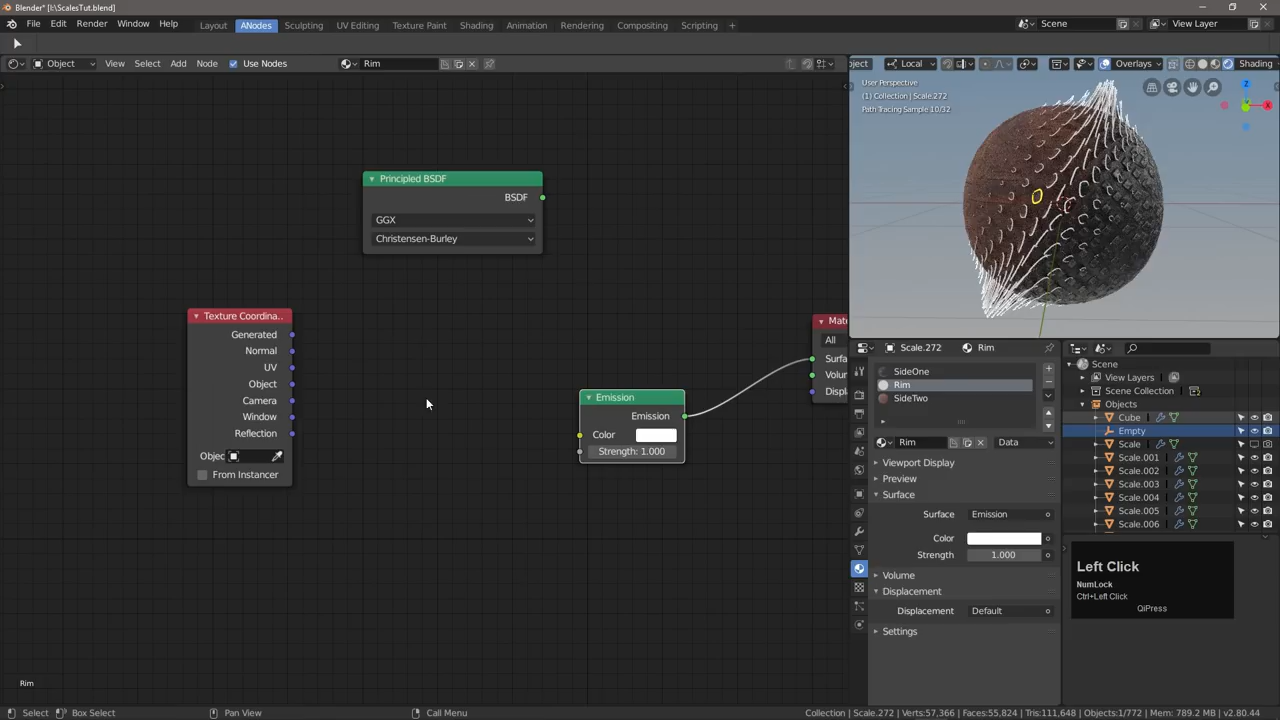 Blender* [I:\ScalesTut.blend]
File Edit Render Window Help Layout ANodes Sculpting UV Editing Texture Paint Shading Animation Rendering Compositing Scripting + Scene View Layer
Object View Select Add Node Use Nodes Rim
bject Local Overlays Shading
User Perspective
(1) Collection | Scale.272
Path Tracing Sample 10/32
Principled BSDF
BSDF
GGX
Christensen-Burley
Texture Coordina..
Generated
Normal
UV
Object
Camera
Window
Reflection
Objec
From Instancer
Emission
Emission
Color
Strength: 1.000
Mate
All
Surfa
Volun
Displ
Scale.272 Rim
SideOne
Rim
SideTwo
Rim Data
Viewport Display
Preview
Surface
Surface Emission
Color
Strength 1.000
Volume
Displacement
Displacement Default
Settings
Scene
View Layers
Scene Collection
Objects
Cube
Empty
Scale
Scale.001
Scale.002
Scale.003
Scale.004
Scale.005
Scale.006
Left Click
NumLock
Ctrl+Left Click
QiPress
Rim
Select Box Select Pan View Call Menu Collection | Scale.272 | Verts:57,366 | Faces:55,824 | Tris:111,648 | Objects:1/772 | Mem: 789.2 MB | v2.80.44